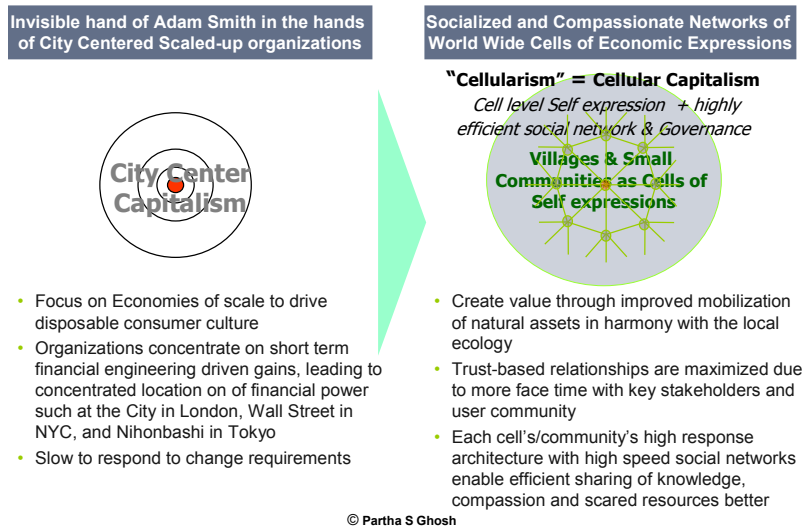 Invisible hand of Adam Smith in the hands
of City Centered Scaled-up organizations
City Center
Capitalism
• Focus on Economies of scale to drive
disposable consumer culture
• Organizations concentrate on short term
financial engineering driven gains, leading to
concentrated location on of financial power
such at the City in London, Wall Street in
NYC, and Nihonbashi in Tokyo
• Slow to respond to change requirements
Socialized and Compassionate Networks of
World Wide Cells of Economic Expressions
“Cellularism” = Cellular Capitalism
Cell level Self expression + highly
efficient social network & Governance
Villages & Small
Communities as Cells of
Self expressions
• Create value through improved mobilization
of natural assets in harmony with the local
ecology
• Trust-based relationships are maximized due
to more face time with key stakeholders and
user community
• Each cell’s/community’s high response
architecture with high speed social networks
enable efficient sharing of knowledge,
compassion and scared resources better
© Partha S Ghosh